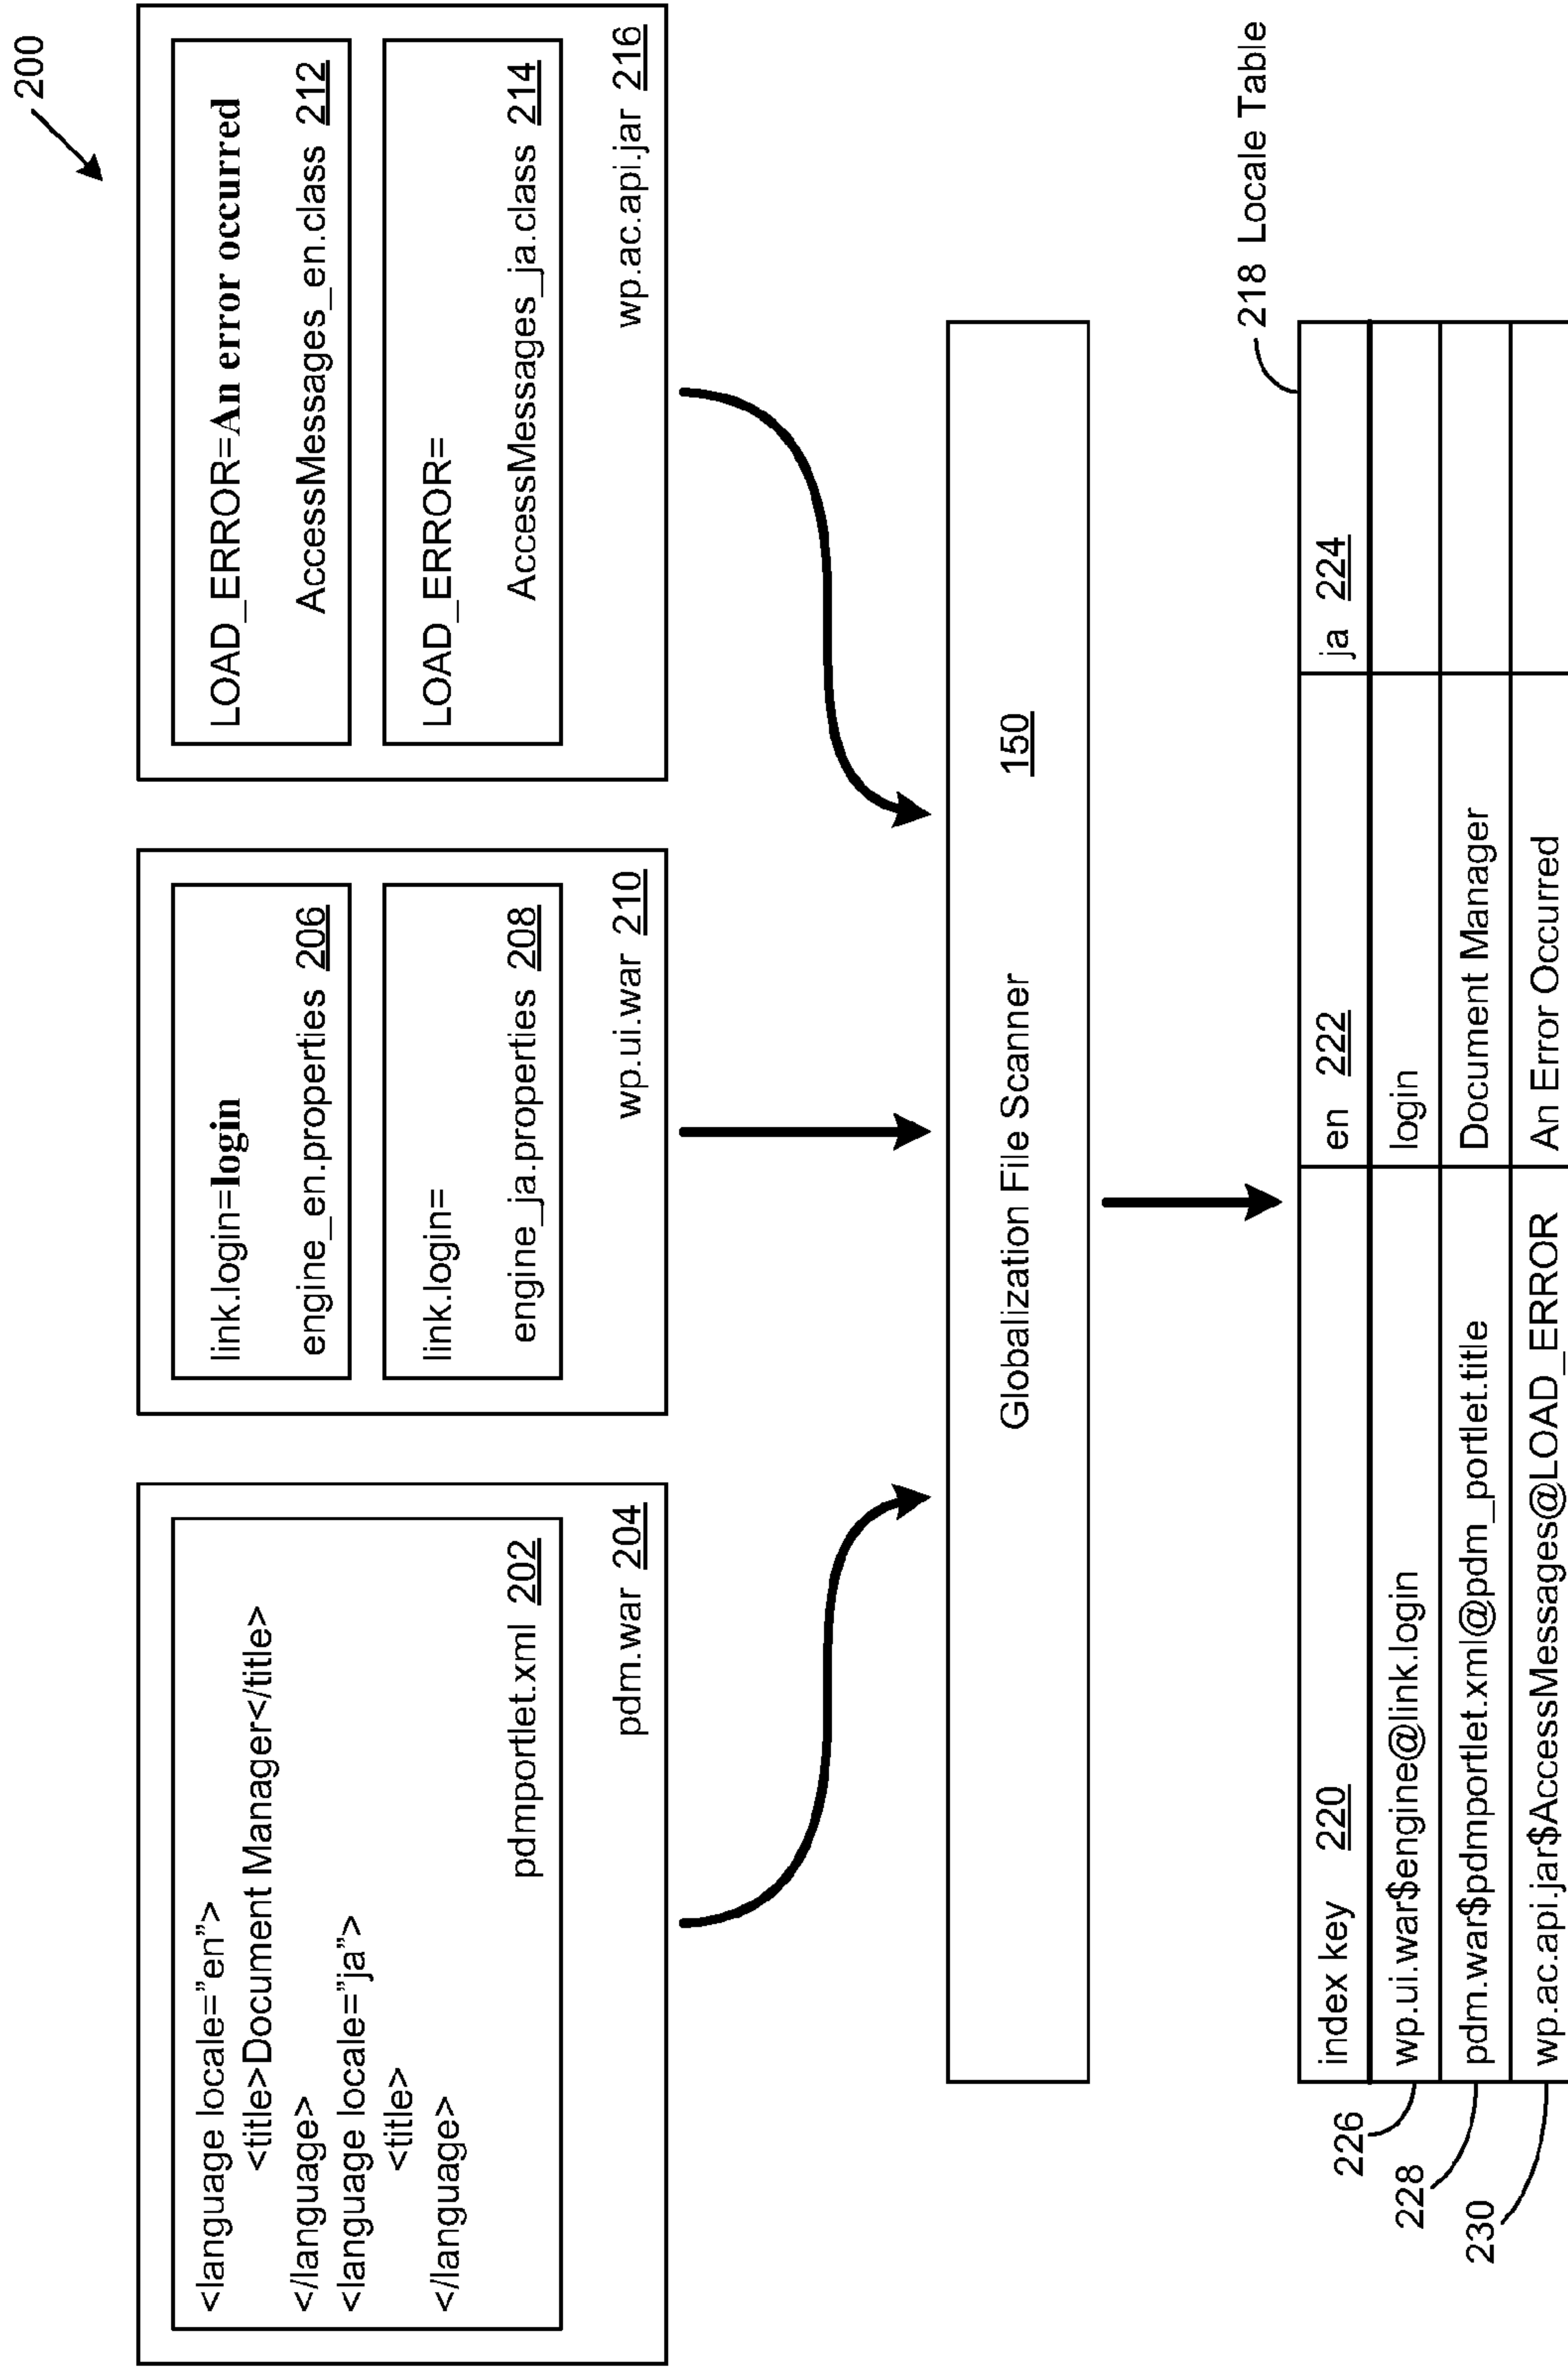 200
<language locale="en">
<title>Document Manager</title>
</language>
<language locale="ja">
<title>
</language>
pdmportlet.xml 202
pdm.war 204
link.login=login
engine_en.properties 206
link.login=
engine_ja.properties 208
wp.ui.war 210
LOAD_ERROR=An error occurred
AccessMessages_en.class 212
LOAD_ERROR=
AccessMessages_ja.class 214
wp.ac.api.jar 216
Globalization File Scanner 150
218 Locale Table
index key 220 en 222 ja 224
226 wp.ui.war$engine@link.login login
228 pdm.war$pdmportlet.xml@pdm_portlet.title Document Manager
230 wp.ac.api.jar$AccessMessages@LOAD_ERROR An Error Occurred